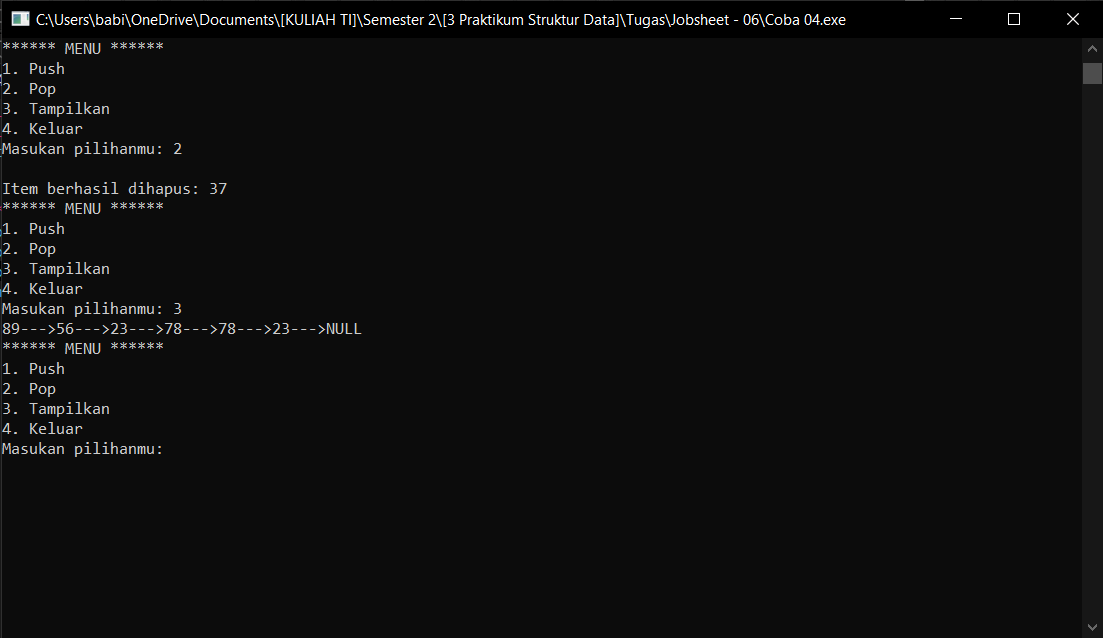 C:\Users\babi\OneDrive\Documents\[KULIAH TI]\Semester 2\[3 Praktikum Struktur Data]\Tugas\Jobsheet - 06\Coba 04.exe
****** MENU ******
1. Push
2. Pop
3. Tampilkan
4. Keluar
Masukan pilihanmu: 2
Item berhasil dihapus: 37
****** MENU ******
1. Push
2. Pop
3. Tampilkan
4. Keluar
Masukan pilihanmu: 3
89--->56--->23--->78--->78--->23--->NULL
****** MENU ******
1. Push
2. Pop
3. Tampilkan
4. Keluar
Masukan pilihanmu: